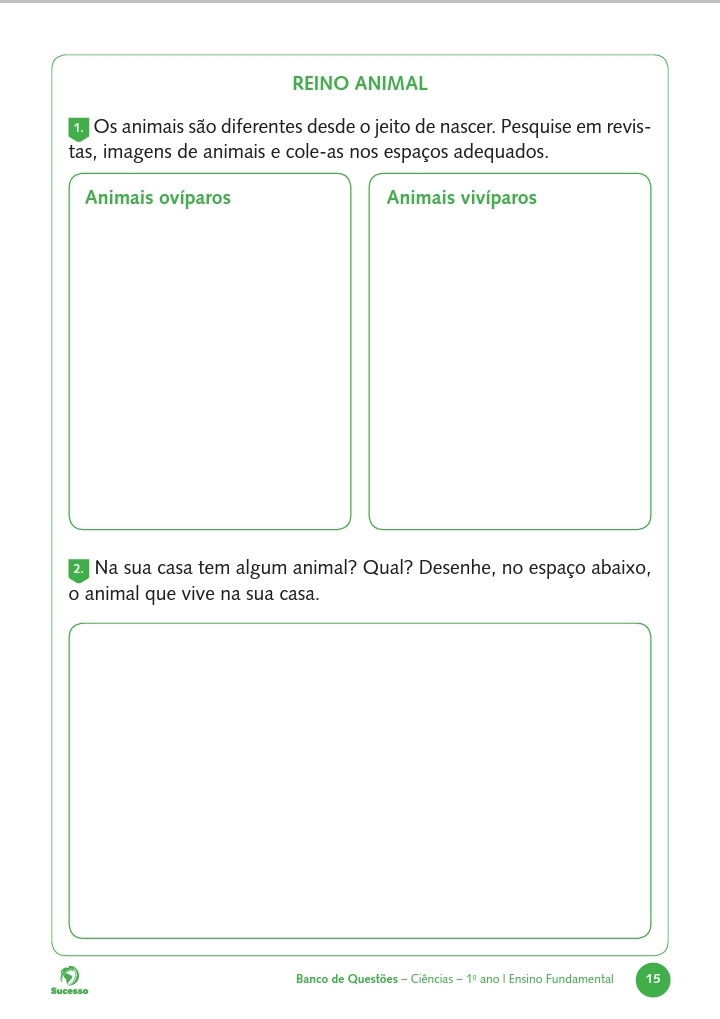 REINO ANIMAL
1. Os animais são diferentes desde o jeito de nascer. Pesquise em revis-
tas, imagens de animais e cole-as nos espaços adequados.
Animais ovíparos
Animais vivíparos
2. Na sua casa tem algum animal? Qual? Desenhe, no espaço abaixo,
o animal que vive na sua casa.
Sucesso
Banco de Questões – Ciências – 1º ano I Ensino Fundamental
15